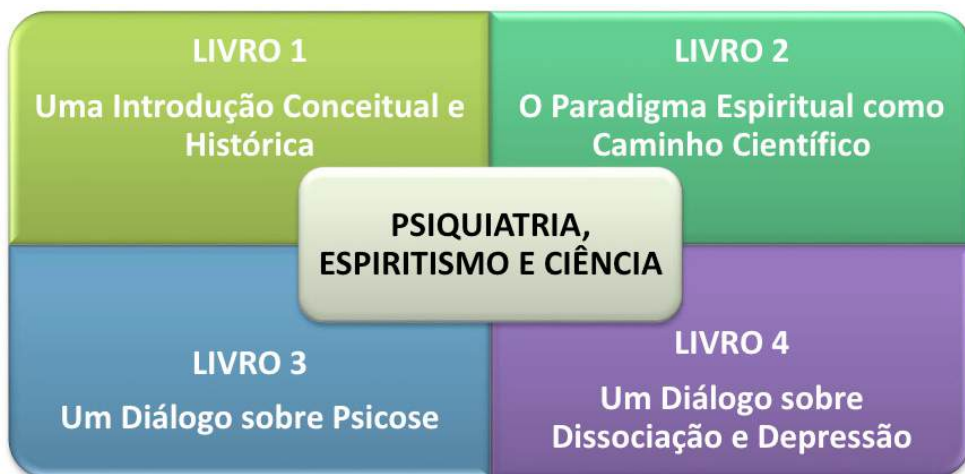 LIVRO 1
Uma Introdução Conceitual e
Histórica
LIVRO 2
O Paradigma Espiritual como
Caminho Científico
PSIQUIATRIA,
ESPIRITISMO E CIÊNCIA
LIVRO 3
Um Diálogo sobre Psicose
LIVRO 4
Um Diálogo sobre
Dissociação e Depressão